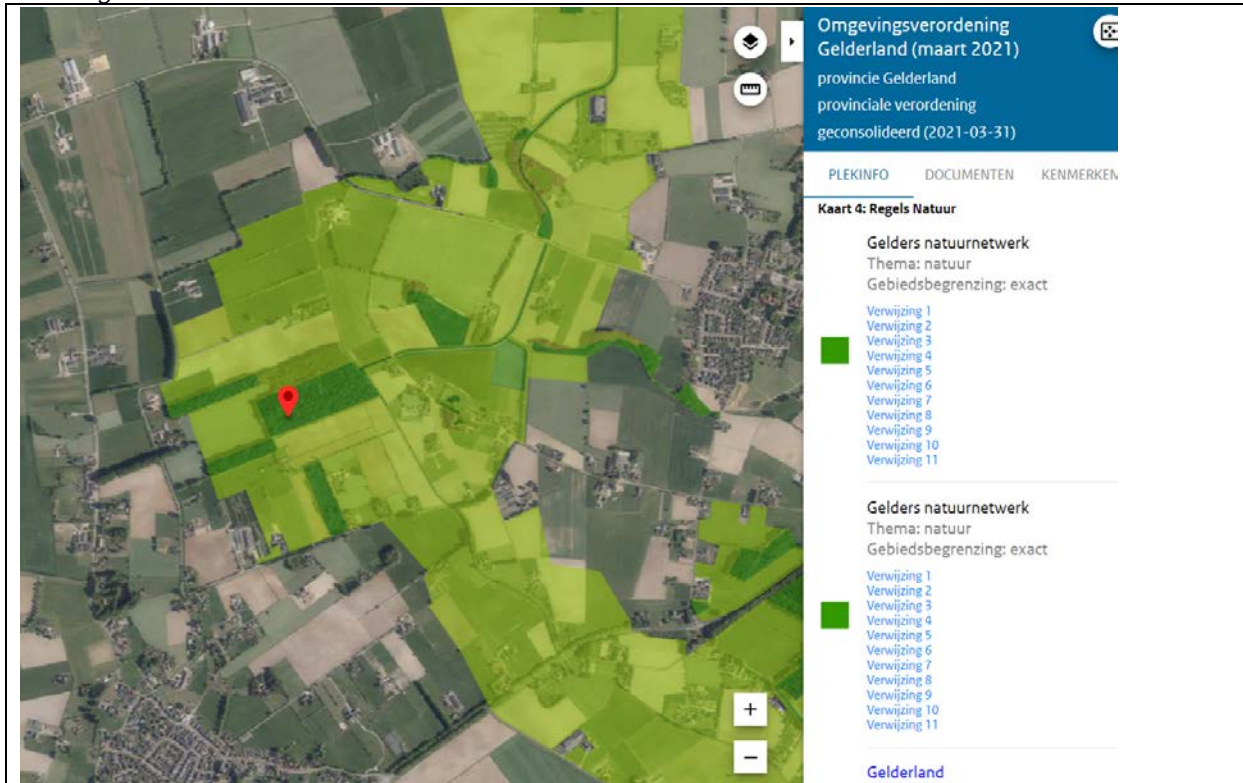 Omgevingsverordening
Gelderland (maart 2021)
provincie Gelderland
provinciale verordening
geconsolideerd (2021-03-31)
PLEKINFO DOCUMENTEN KENMERKEN
Kaart 4: Regels Natuur
Gelders natuurnetwerk
Thema: natuur
Gebiedsbegrenzing: exact
Verwijzing 1
Verwijzing 2
Verwijzing 3
Verwijzing 4
Verwijzing 5
Verwijzing 6
Verwijzing 7
Verwijzing 8
Verwijzing 9
Verwijzing 10
Verwijzing 11
Gelders natuurnetwerk
Thema: natuur
Gebiedsbegrenzing: exact
Verwijzing 1
Verwijzing 2
Verwijzing 3
Verwijzing 4
Verwijzing 5
Verwijzing 6
Verwijzing 7
Verwijzing 8
Verwijzing 9
Verwijzing 10
Verwijzing 11
Gelderland
+
−